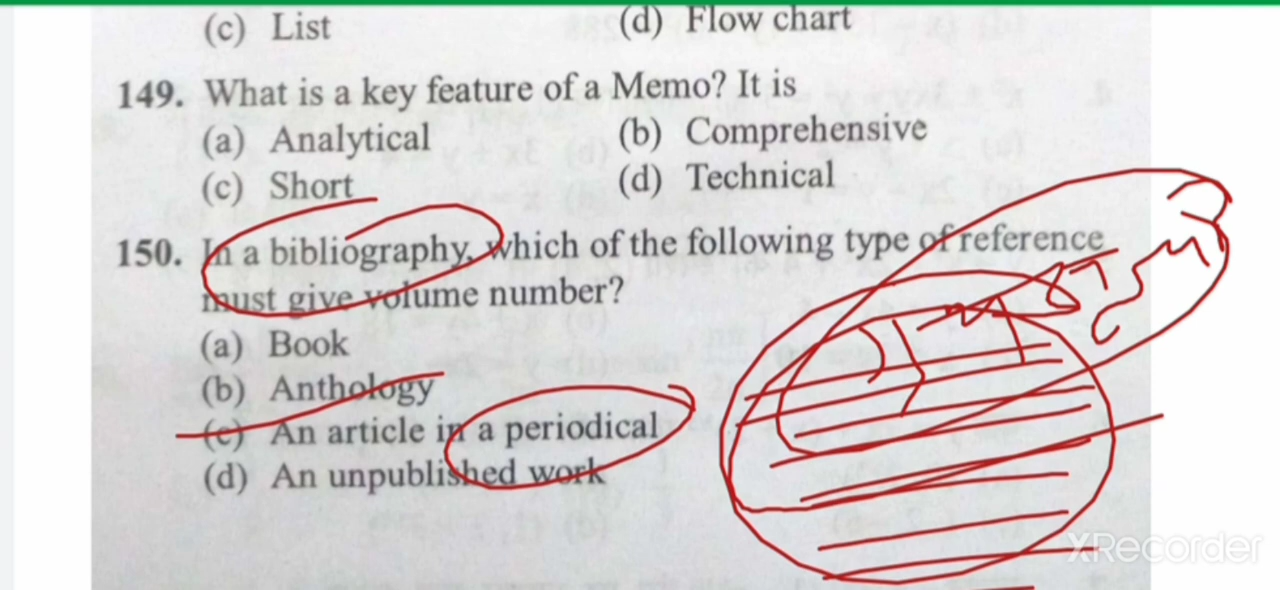 (c) List (d) Flow chart
149. What is a key feature of a Memo? It is
(a) Analytical (b) Comprehensive
(c) Short (d) Technical
150. In a bibliography, which of the following type of reference
must give volume number?
(a) Book
(b) Anthology
(c) An article in a periodical
(d) An unpublished work
XRecorder